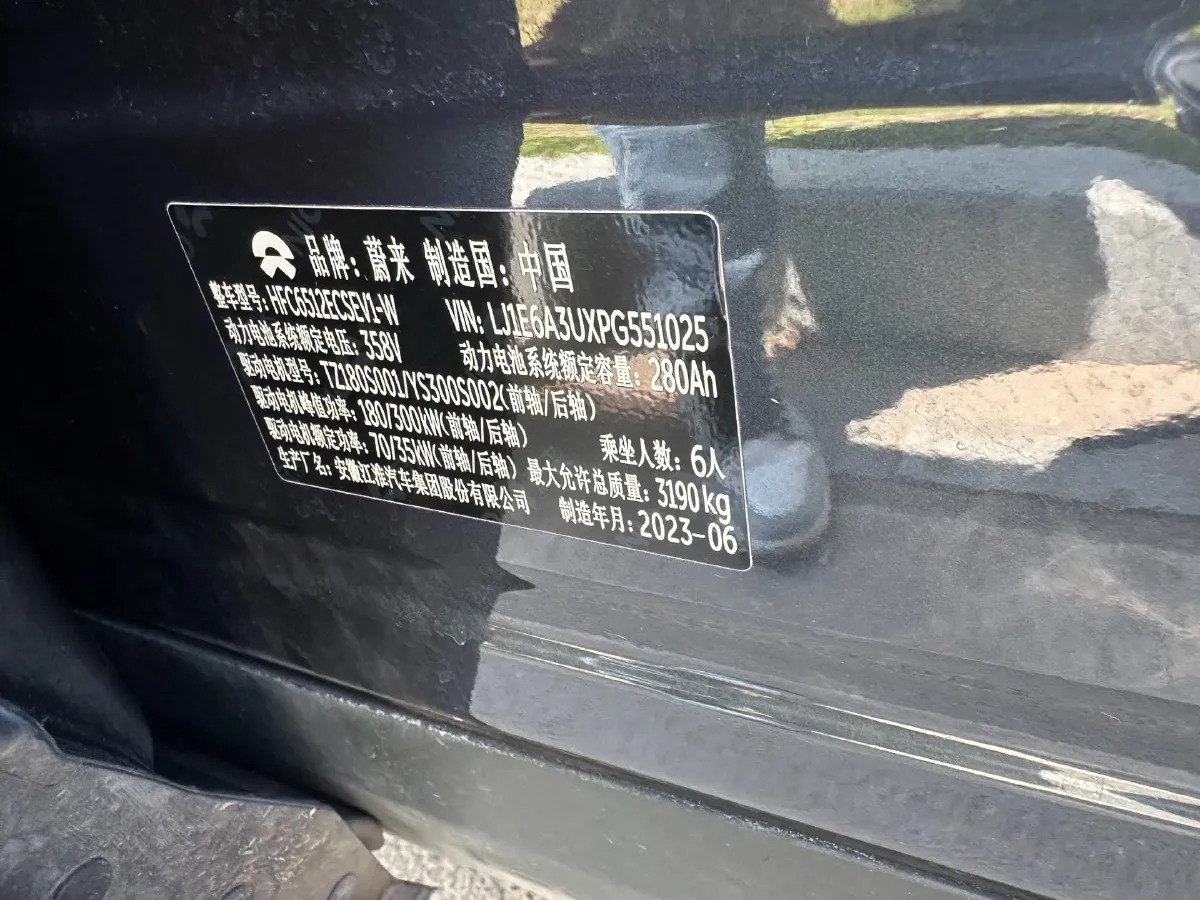 品牌: 蔚来 制造国: 中国
整车型号: HFC6512ECSEV1-W VIN: LJ1E6A3UXPG551025
动力电池系统额定电压: 358V 动力电池系统额定容量: 280Ah
驱动电机型号: TZ180S001/YS300S002(前轴/后轴)
驱动电机峰值功率: 180/300kW(前轴/后轴) 乘坐人数: 6人
驱动电机额定功率: 70/35kW(前轴/后轴) 最大允许总质量: 3190kg
生产厂名: 安徽江淮汽车集团股份有限公司 制造年月: 2023-06